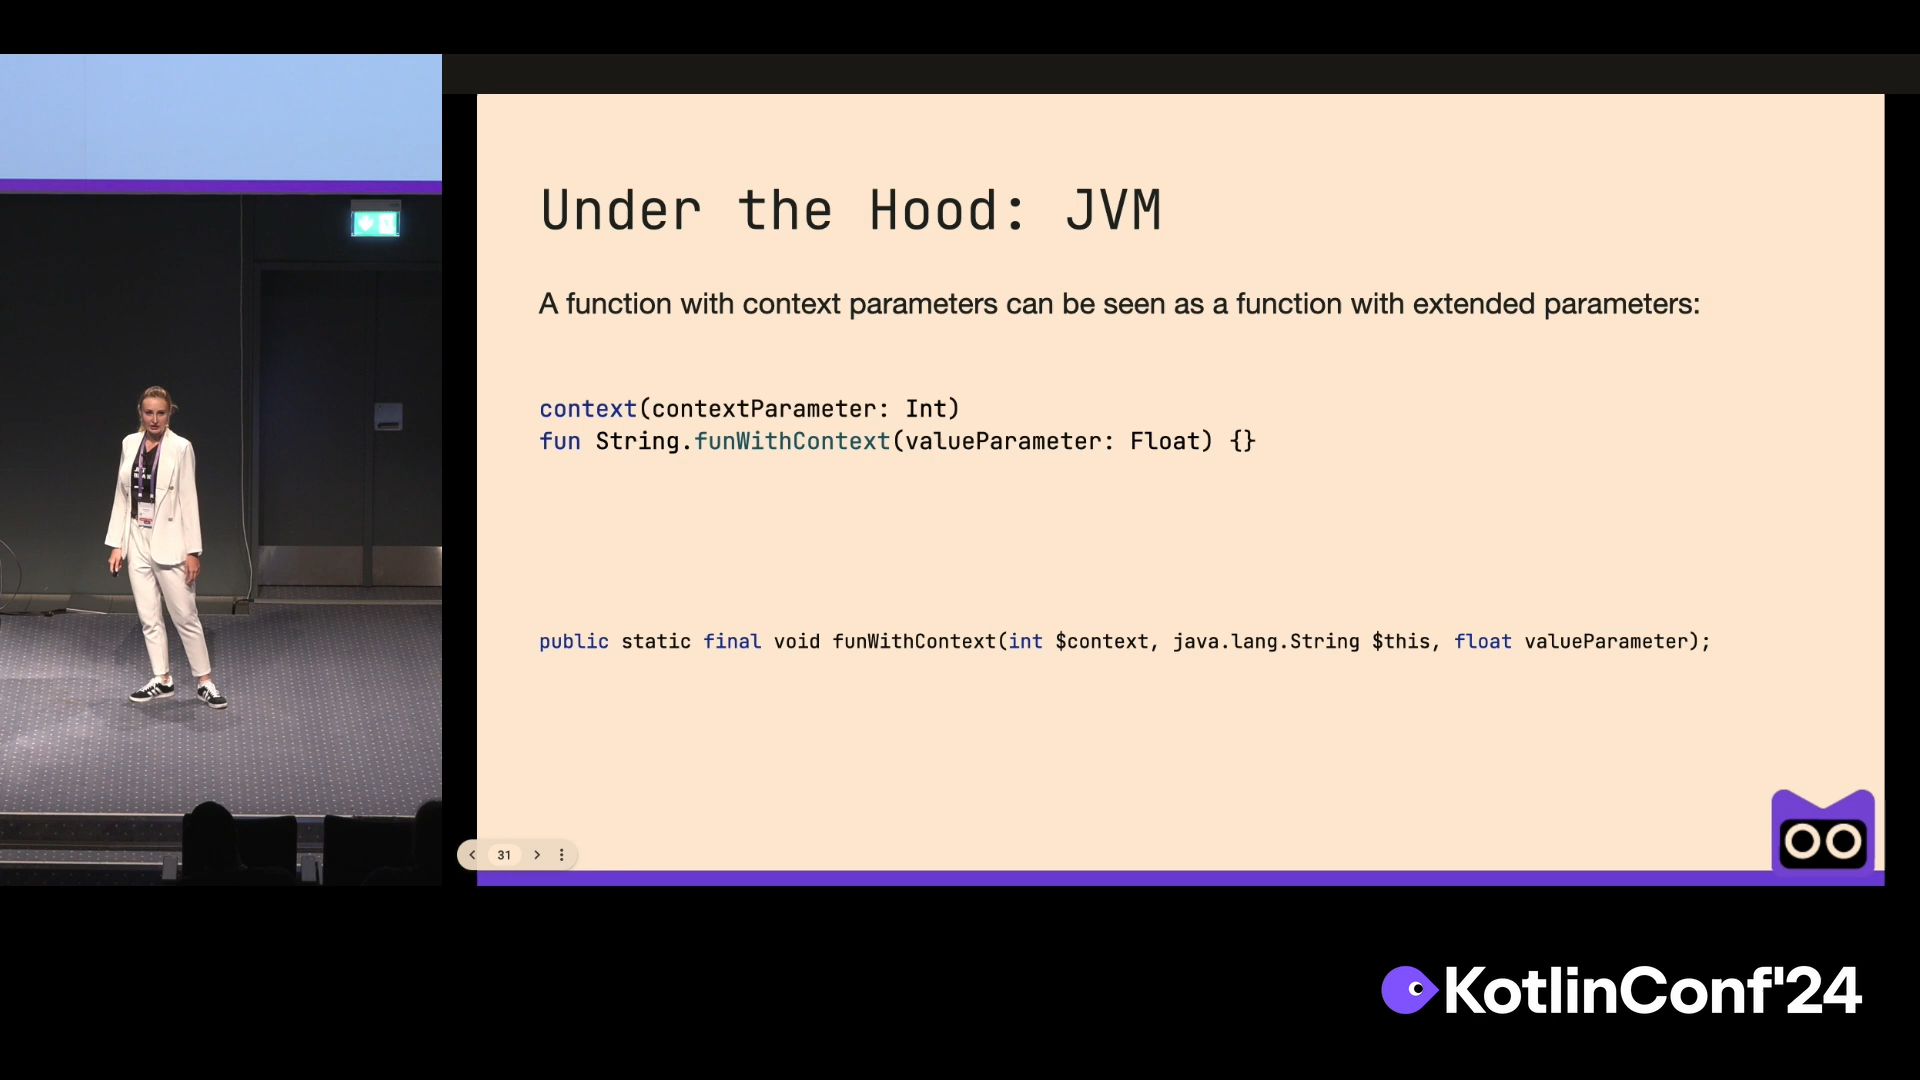 Under the Hood: JVM
A function with context parameters can be seen as a function with extended parameters:
context(contextParameter: Int)
fun String.funWithContext(valueParameter: Float) {}
public static final void funWithContext(int $context, java.lang.String $this, float valueParameter);
31
KotlinConf'24